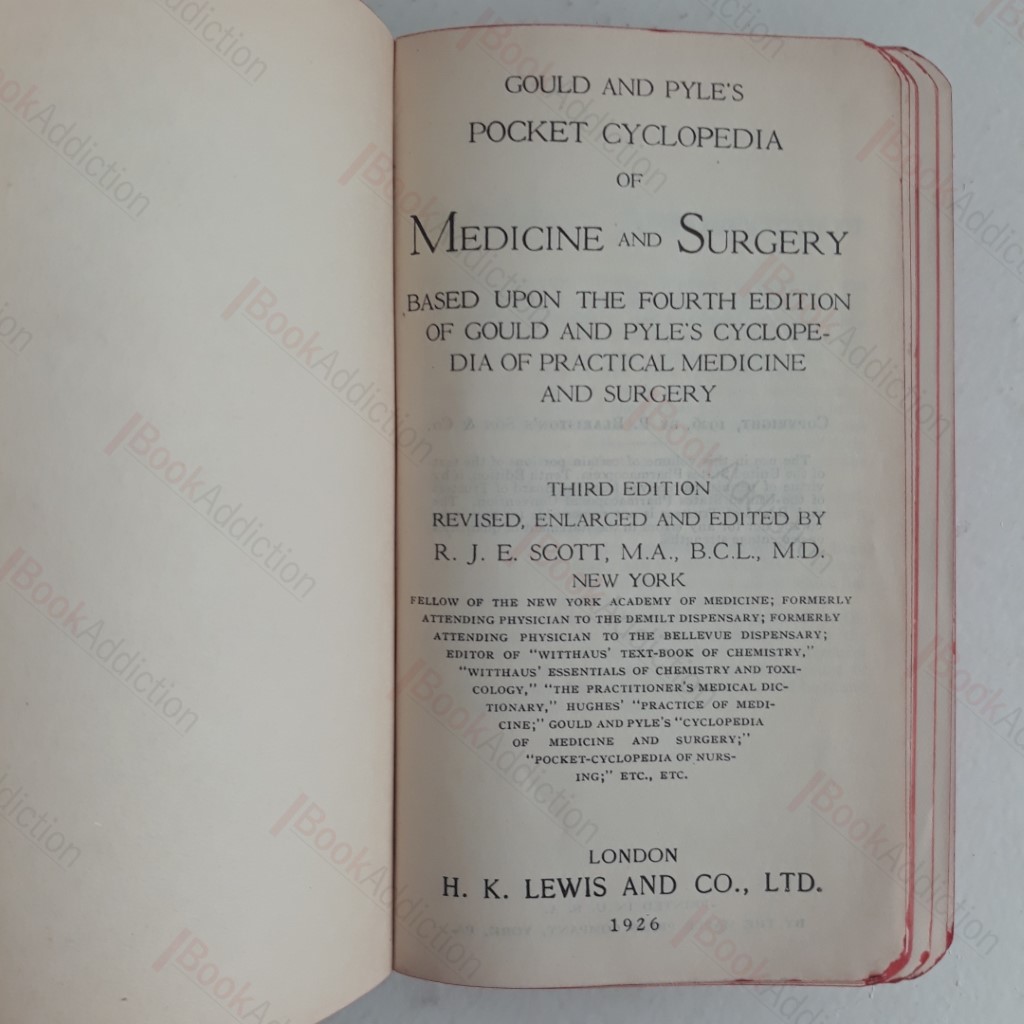 GOULD AND PYLE'S
POCKET CYCLOPEDIA
OF
MEDICINE AND SURGERY
BASED UPON THE FOURTH EDITION
OF GOULD AND PYLE'S CYCLOPE-
DIA OF PRACTICAL MEDICINE
AND SURGERY
THIRD EDITION
REVISED, ENLARGED AND EDITED BY
R. J. E. SCOTT, M.A., B.C.L., M.D.
NEW YORK
FELLOW OF THE NEW YORK ACADEMY OF MEDICINE; FORMERLY
ATTENDING PHYSICIAN TO THE DEMILT DISPENSARY; FORMERLY
ATTENDING PHYSICIAN TO THE BELLEVUE DISPENSARY;
EDITOR OF "WITTHAUS' TEXT-BOOK OF CHEMISTRY,"
"WITTHAUS' ESSENTIALS OF CHEMISTRY AND TOXI-
COLOGY," "THE PRACTITIONER'S MEDICAL DIC-
TIONARY," HUGHES' "PRACTICE OF MEDI-
CINE;" GOULD AND PYLE'S "CYCLOPEDIA
OF MEDICINE AND SURGERY;"
"POCKET-CYCLOPEDIA OF NURS-
ING;" ETC., ETC.
LONDON
H. K. LEWIS AND CO., LTD.
1926
BookAddiction